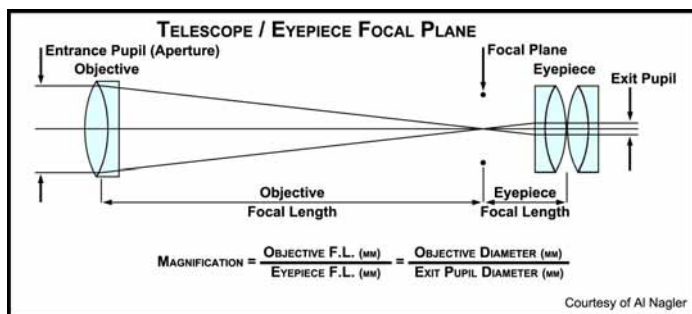 TELESCOPE / EYEPIECE FOCAL PLANE
Entrance Pupil (Aperture)
Objective
Focal Plane
Eyepiece
Exit Pupil
Objective
Focal Length
Eyepiece
Focal Length
MAGNIFICATION = OBJECTIVE F.L. (MM) / EYEPIECE F.L. (MM) = OBJECTIVE DIAMETER (MM) / EXIT PUPIL DIAMETER (MM)
Courtesy of Al Nagler